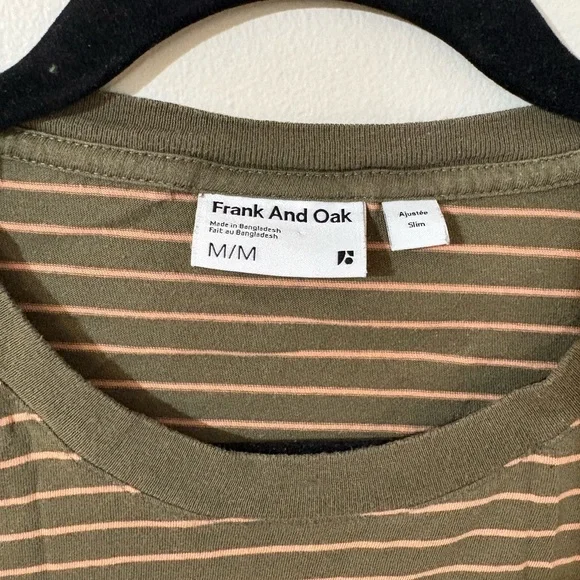 Frank And Oak
Made in Bangladesh
Fait au Bangladesh
M/M
Ajustée
Slim